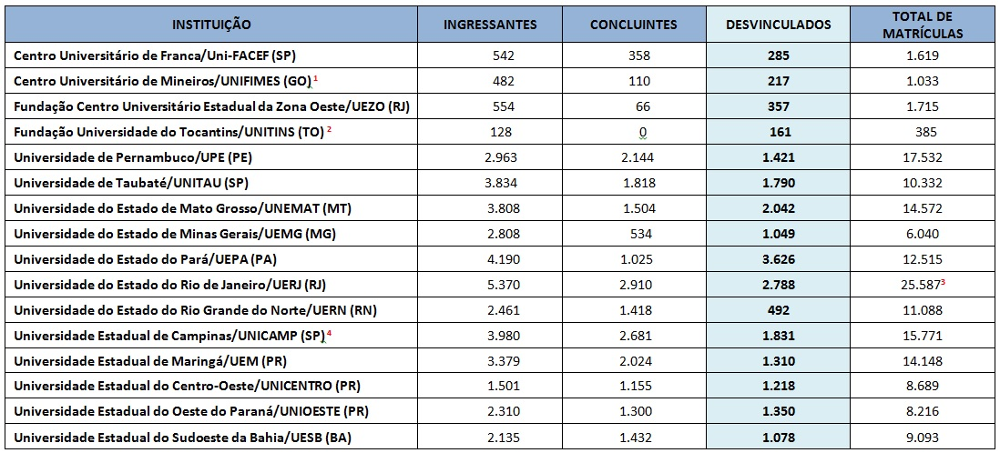 INSTITUIÇÃO INGRESSANTES CONCLUINTES DESVINCULADOS TOTAL DE MATRÍCULAS
Centro Universitário de Franca/Uni-FACEF (SP) 542 358 285 1.619
Centro Universitário de Mineiros/UNIFIMES (GO) 1 482 110 217 1.033
Fundação Centro Universitário Estadual da Zona Oeste/UEZO (RJ) 554 66 357 1.715
Fundação Universidade do Tocantins/UNITINS (TO) 2 128 0 161 385
Universidade de Pernambuco/UPE (PE) 2.963 2.144 1.421 17.532
Universidade de Taubaté/UNITAU (SP) 3.834 1.818 1.790 10.332
Universidade do Estado de Mato Grosso/UNEMAT (MT) 3.808 1.504 2.042 14.572
Universidade do Estado de Minas Gerais/UEMG (MG) 2.808 534 1.049 6.040
Universidade do Estado do Pará/UEPA (PA) 4.190 1.025 3.626 12.515
Universidade do Estado do Rio de Janeiro/UERJ (RJ) 5.370 2.910 2.788 25.587 3
Universidade do Estado do Rio Grande do Norte/UERN (RN) 2.461 1.418 492 11.088
Universidade Estadual de Campinas/UNICAMP (SP) 4 3.980 2.681 1.831 15.771
Universidade Estadual de Maringá/UEM (PR) 3.379 2.024 1.310 14.148
Universidade Estadual do Centro-Oeste/UNICENTRO (PR) 1.501 1.155 1.218 8.689
Universidade Estadual do Oeste do Paraná/UNIOESTE (PR) 2.310 1.300 1.350 8.216
Universidade Estadual do Sudoeste da Bahia/UESB (BA) 2.135 1.432 1.078 9.093